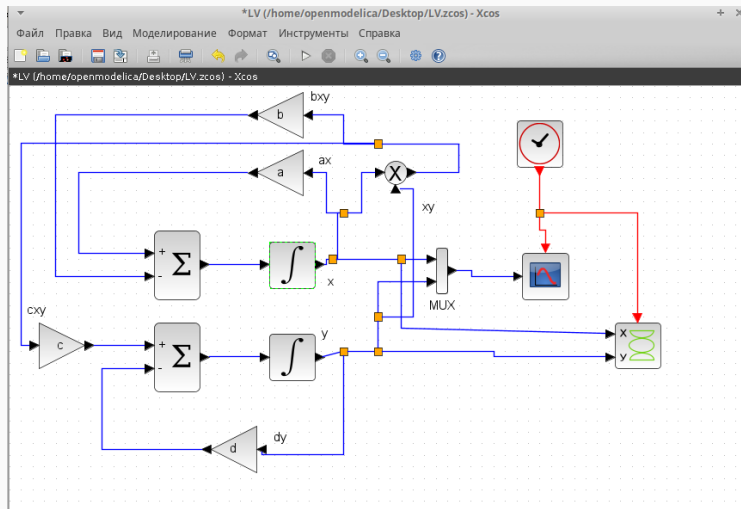 *LV (/home/openmodelica/Desktop/LV.zcos) - Xcos
Файл Правка Вид Моделирование Формат Инструменты Справка
*LV (/home/openmodelica/Desktop/LV.zcos) - Xcos
bxy
b
ax
a
X
xy
+
-
Σ
∫
x
MUX
cxy
c
+
-
Σ
∫
y
X
y
d
dy